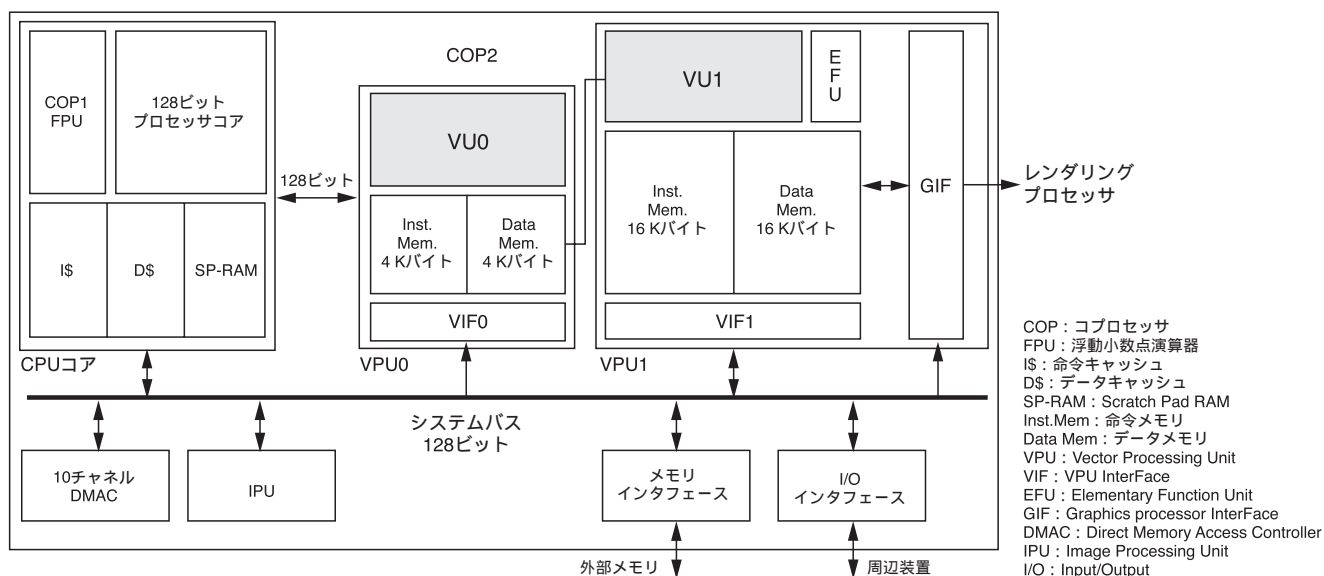 COP1
FPU
128ビット
プロセッサコア
I$
D$
SP-RAM
CPUコア
128ビット
COP2
VU0
Inst.
Mem.
4 Kバイト
Data
Mem.
4 Kバイト
VIF0
VPU0
VU1
E
F
U
Inst.
Mem.
16 Kバイト
Data
Mem.
16 Kバイト
VIF1
VPU1
GIF
レンダリング
プロセッサ
システムバス
128ビット
10チャネル
DMAC
IPU
メモリ
インタフェース
I/O
インタフェース
外部メモリ
周辺装置
COP：コプロセッサ
FPU：浮動小数点演算器
I$：命令キャッシュ
D$：データキャッシュ
SP-RAM：Scratch Pad RAM
Inst.Mem：命令メモリ
Data Mem：データメモリ
VPU：Vector Processing Unit
VIF：VPU InterFace
EFU：Elementary Function Unit
GIF：Graphics processor InterFace
DMAC：Direct Memory Access Controller
IPU：Image Processing Unit
I/O：Input/Output